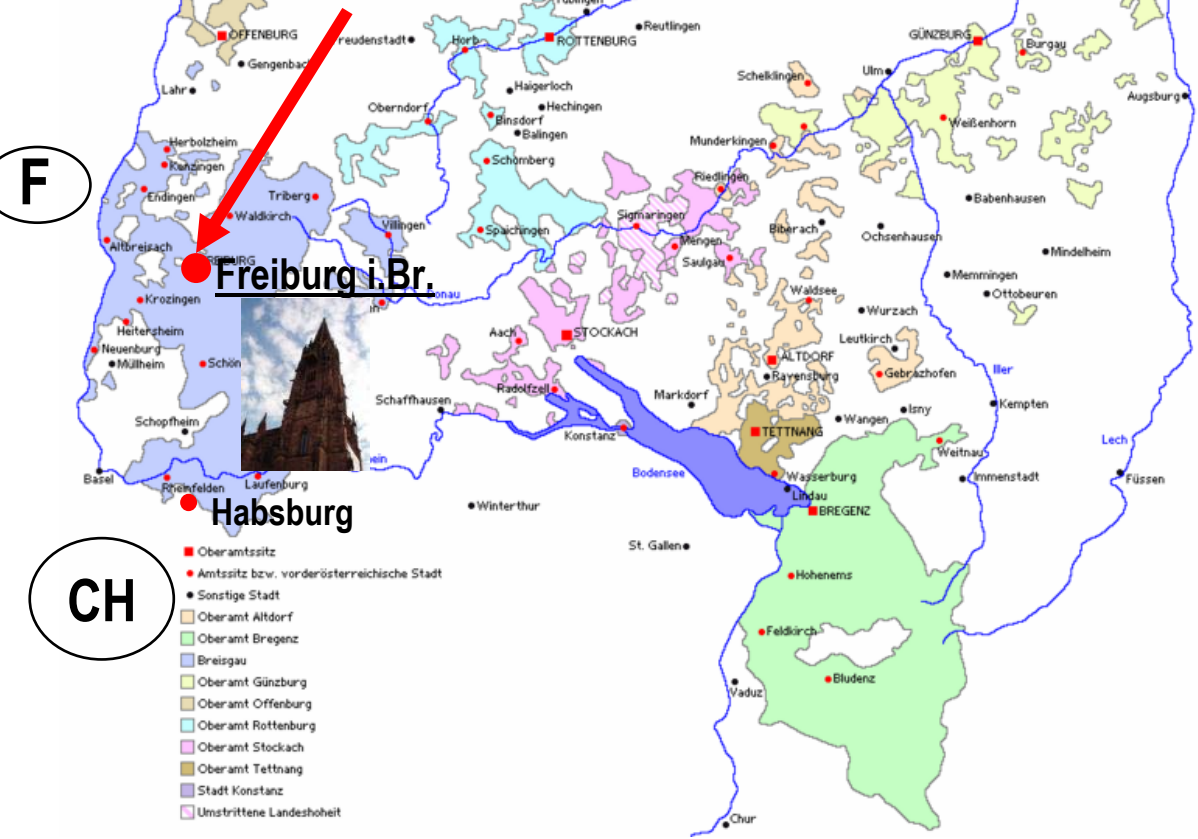 Tübingen
Reutlingen
OFFENBURG
Freudenstadt
Horb
ROTTENBURG
GÜNZBURG
Burgau
Gengenbach
Ulm
Schelklingen
Lahr
Haigerloch
Augsburg
Oberndorf
Hechingen
Binsdorf
Balingen
Weißenhorn
Munderkingen
Herbolzheim
Kenzingen
Schömberg
F
Riedlingen
Endingen
Triberg
Babenhausen
Waldkirch
Sigmaringen
Villingen
Spaichingen
Biberach
Ochsenhausen
Altbreisach
Mengen
Saulgau
Mindelheim
Freiburg i.Br.
Memmingen
Waldsee
Ottobeuren
Krozingen
Donau
Wurzach
Heitersheim
Aach
STOCKACH
Leutkirch
Neuenburg
Müllheim
Schön
ALTDORF
Ravensburg
Gebrazhofen
Iller
Radolfzell
Markdorf
Schaffhausen
Isny
Kempten
Wangen
Schopfheim
Konstanz
TETTNANG
Lech
Weitnau
ein
Basel
Bodensee
Wasserburg
Immenstadt
Füssen
Rheinfelden
Laufenburg
Lindau
Habsburg
Winterthur
BREGENZ
St. Gallen
CH
Hohenems
Feldkirch
Bludenz
Vaduz
Chur
Oberamtssitz
Amtssitz bzw. vorderösterreichische Stadt
Sonstige Stadt
Oberamt Altdorf
Oberamt Bregenz
Breisgau
Oberamt Günzburg
Oberamt Offenburg
Oberamt Rottenburg
Oberamt Stockach
Oberamt Tettnang
Stadt Konstanz
Umstrittene Landeshoheit